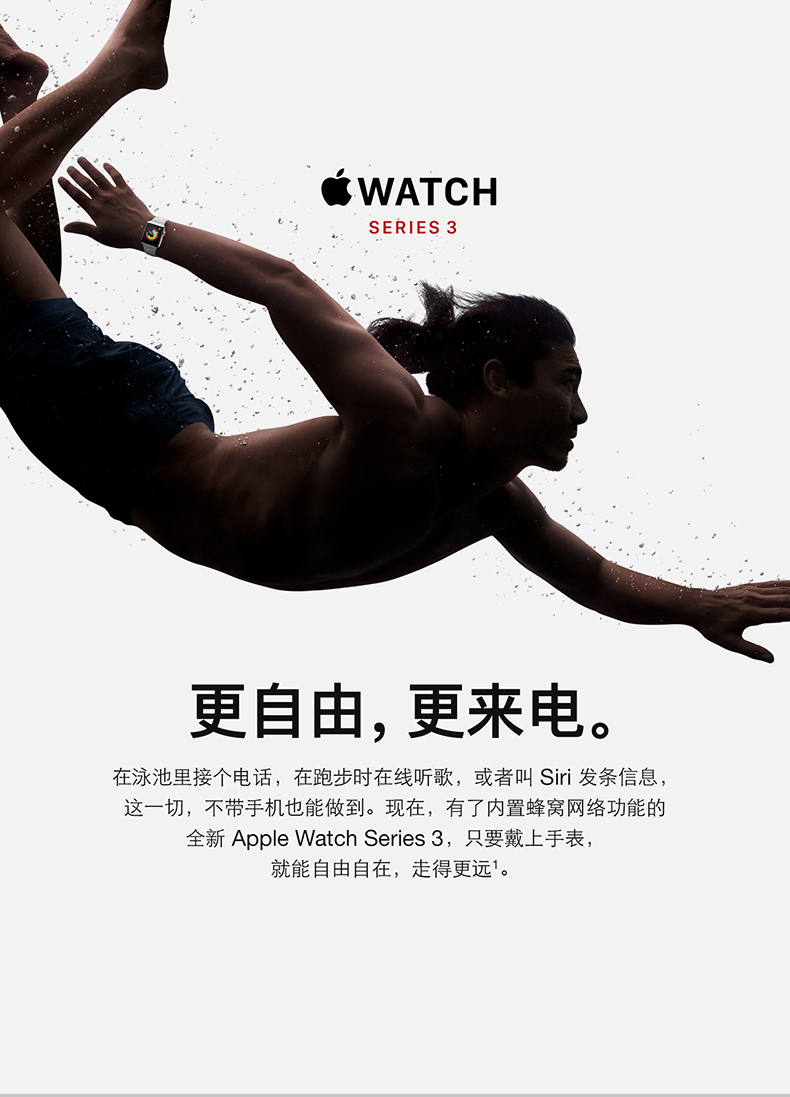 WATCH
SERIES 3
更自由，更来电。
在泳池里接个电话，在跑步时在线听歌，或者叫 Siri 发条信息，
这一切，不带手机也能做到。现在，有了内置蜂窝网络功能的
全新 Apple Watch Series 3，只要戴上手表，
就能自由自在，走得更远¹。